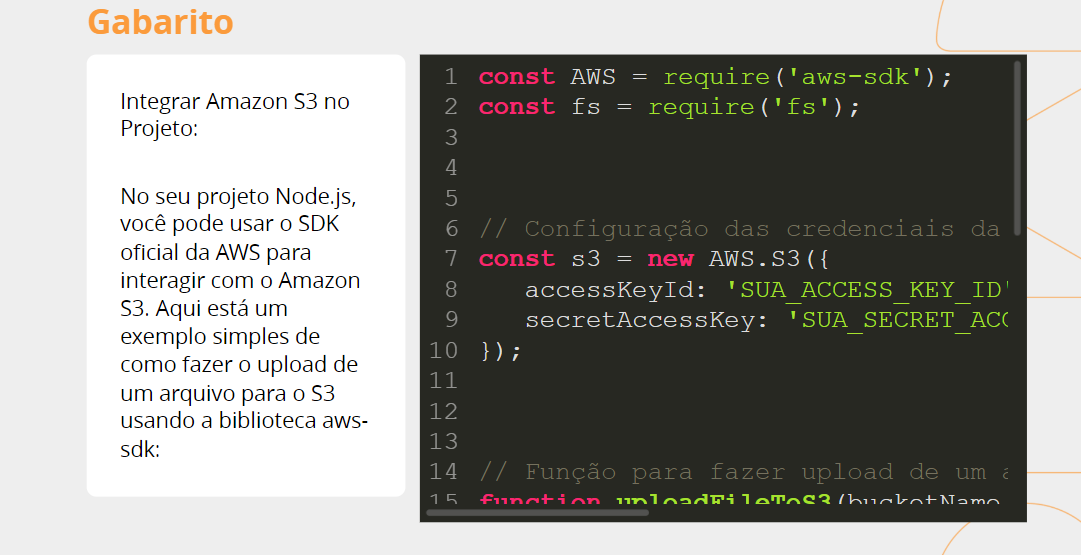 Gabarito
Integrar Amazon S3 no
Projeto:
No seu projeto Node.js,
você pode usar o SDK
oficial da AWS para
interagir com o Amazon
S3. Aqui está um
exemplo simples de
como fazer o upload de
um arquivo para o S3
usando a biblioteca aws-
sdk:
1 const AWS = require('aws-sdk');
2 const fs = require('fs');
3
4
5
6 // Configuração das credenciais da
7 const s3 = new AWS.S3({
8 accessKeyId: 'SUA_ACCESS_KEY_ID'
9 secretAccessKey: 'SUA_SECRET_ACC
10 });
11
12
13
14 // Função para fazer upload de um a
15 function uploadFileToS3(bucketName